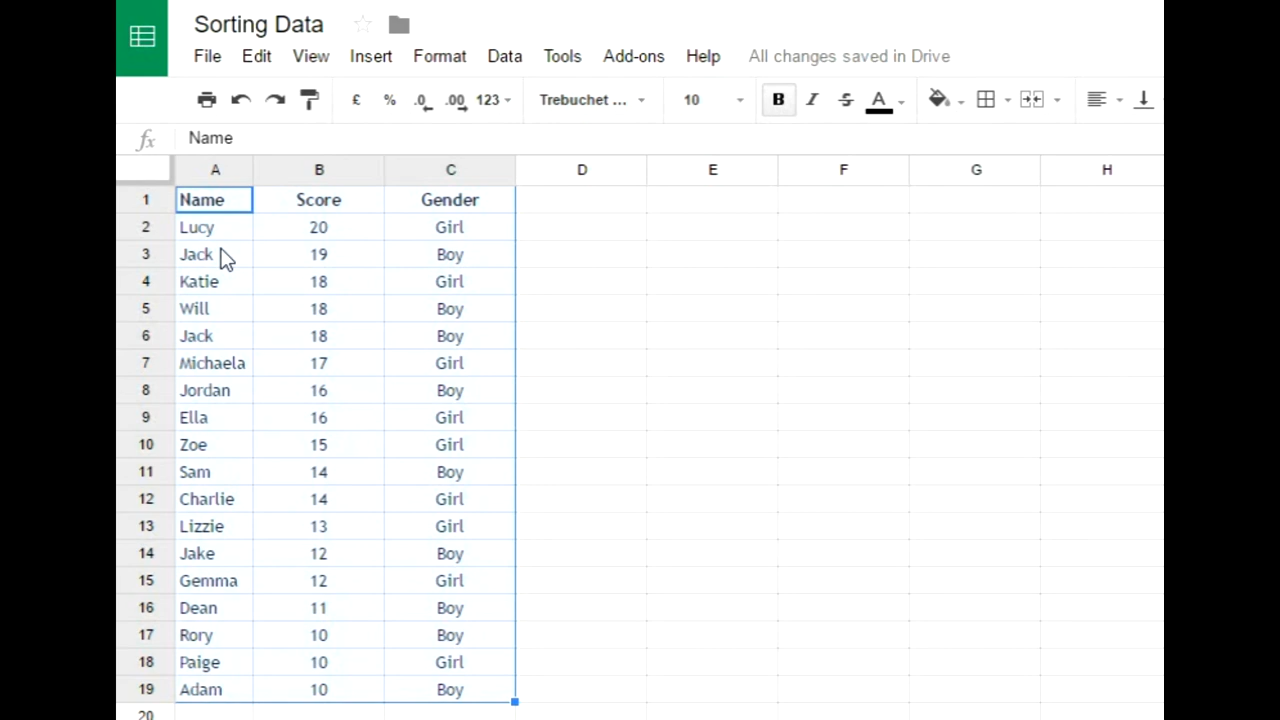 Sorting Data
File Edit View Insert Format Data Tools Add-ons Help All changes saved in Drive
£ % .0 .00 123 Trebuchet ... 10 B I S A
fx Name
A B C D E F G H
1 Name Score Gender
2 Lucy 20 Girl
3 Jack 19 Boy
4 Katie 18 Girl
5 Will 18 Boy
6 Jack 18 Boy
7 Michaela 17 Girl
8 Jordan 16 Boy
9 Ella 16 Girl
10 Zoe 15 Girl
11 Sam 14 Boy
12 Charlie 14 Girl
13 Lizzie 13 Girl
14 Jake 12 Boy
15 Gemma 12 Girl
16 Dean 11 Boy
17 Rory 10 Boy
18 Paige 10 Girl
19 Adam 10 Boy
20